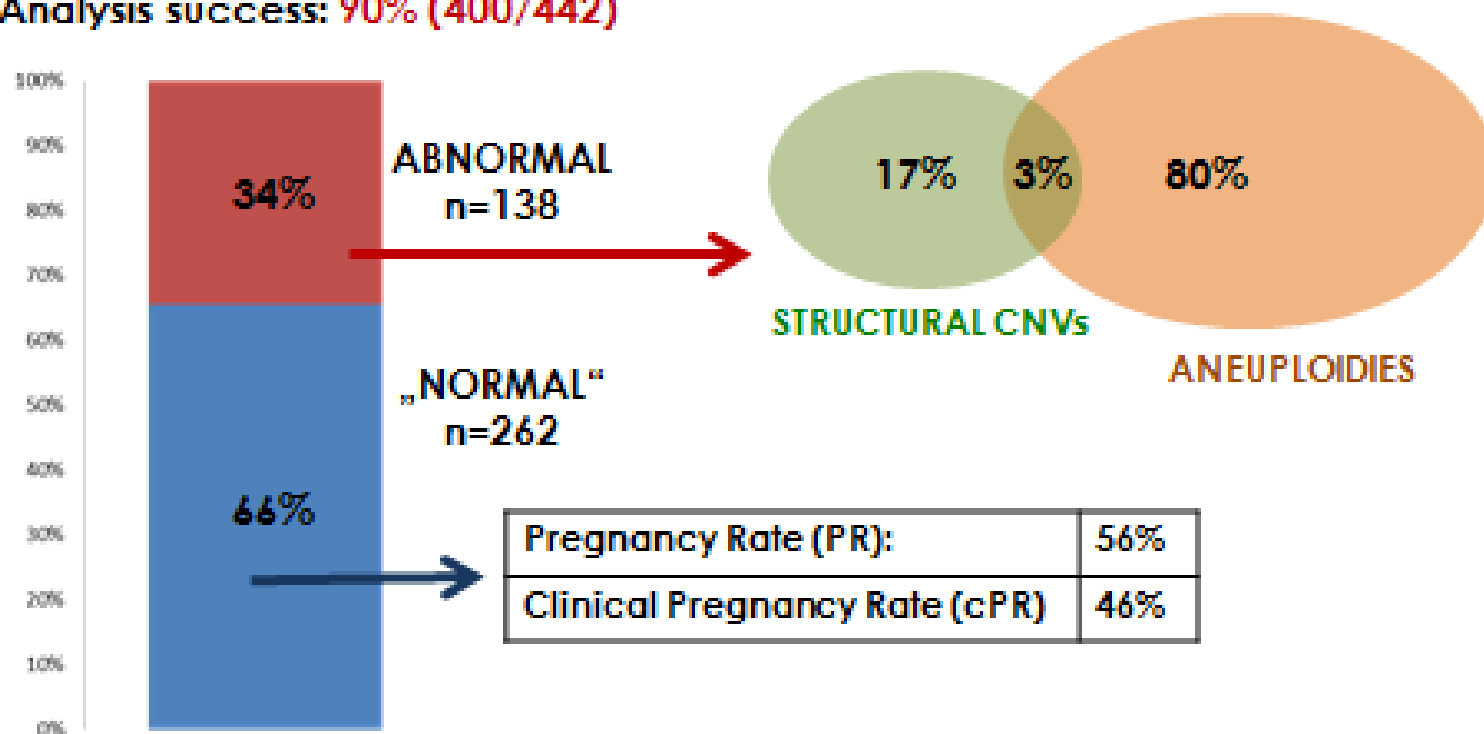 Analysis success: 90% (400/442)
100%
90%
80%
70%
60%
50%
40%
30%
20%
10%
0%
34%
66%
ABNORMAL
n=138
„NORMAL“
n=262
17%
3%
80%
STRUCTURAL CNVs
ANEUPLOIDIES
Pregnancy Rate (PR): 56%
Clinical Pregnancy Rate (cPR) 46%